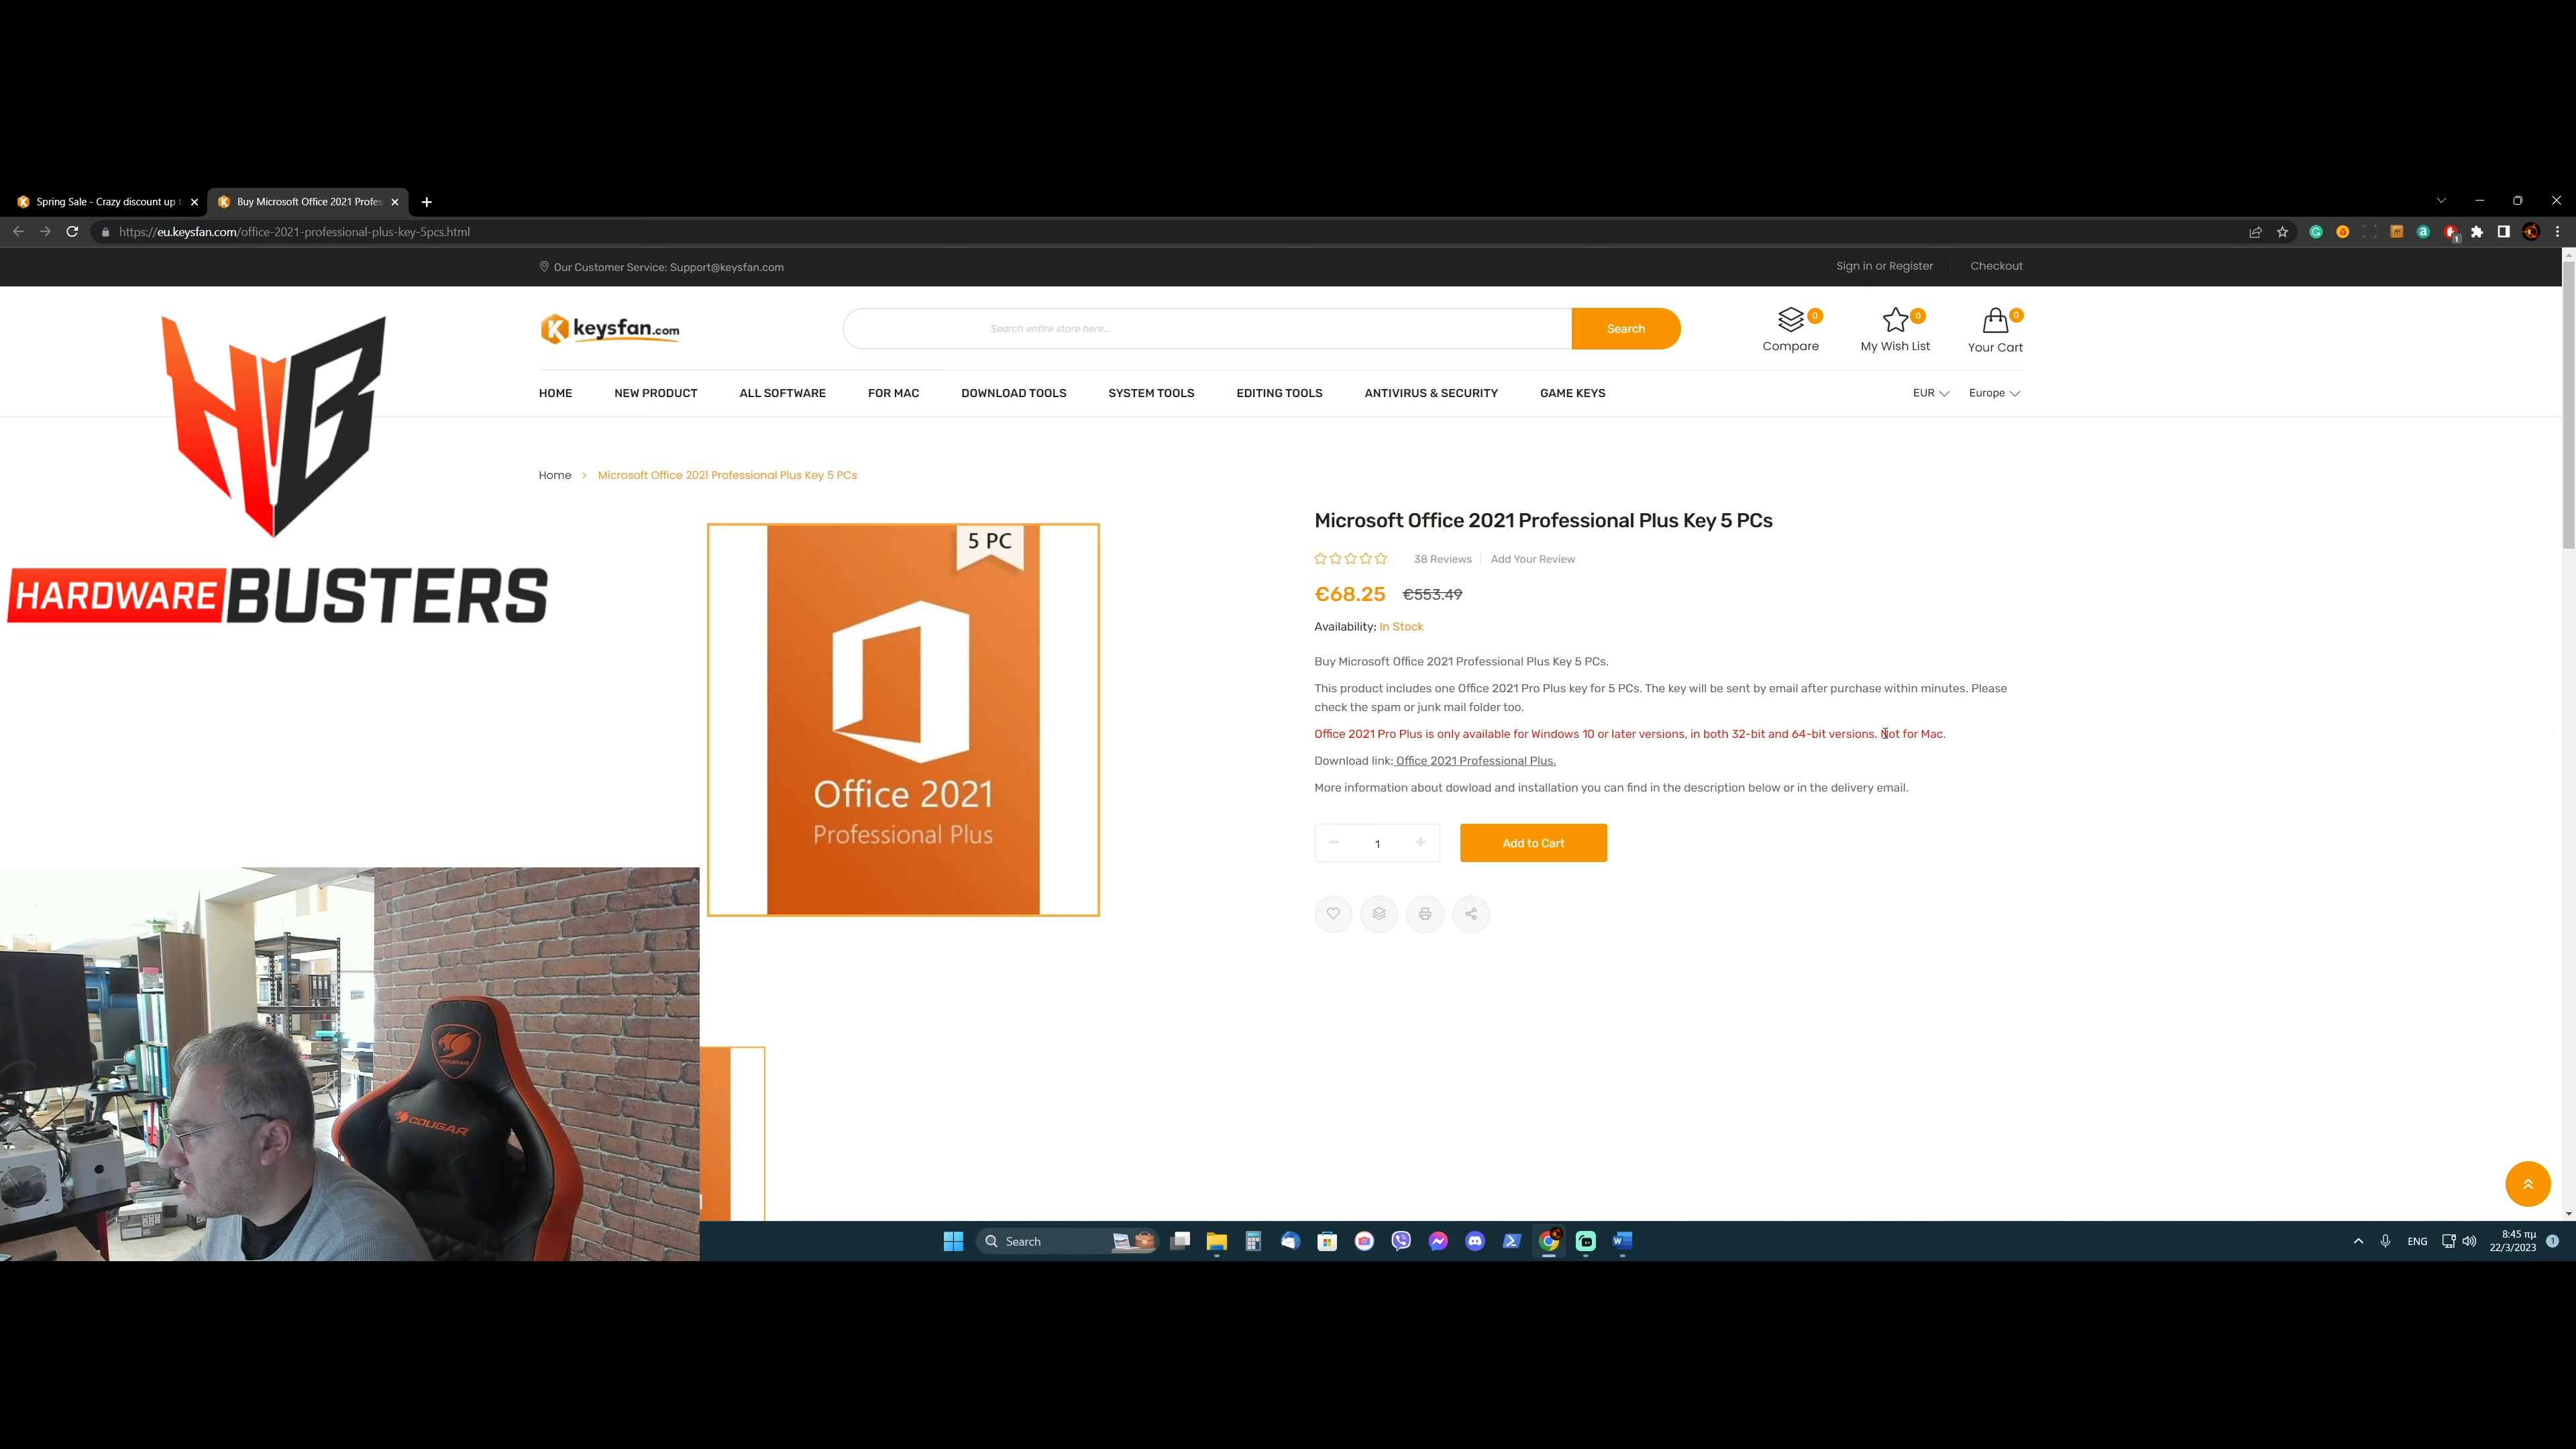 Spring Sale - Crazy discount up t
Buy Microsoft Office 2021 Profes
https://eu.keysfan.com/office-2021-professional-plus-key-5pcs.html
Our Customer Service: Support@keysfan.com
Sign in or Register
Checkout
keysfan.com
Search entire store here...
Search
0
0
0
Compare
My Wish List
Your Cart
HOME
NEW PRODUCT
ALL SOFTWARE
FOR MAC
DOWNLOAD TOOLS
SYSTEM TOOLS
EDITING TOOLS
ANTIVIRUS & SECURITY
GAME KEYS
EUR
Europe
Home > Microsoft Office 2021 Professional Plus Key 5 PCs
HARDWARE BUSTERS
5 PC
Office 2021
Professional Plus
Microsoft Office 2021 Professional Plus Key 5 PCs
38 Reviews
Add Your Review
€68.25 €553.49
Availability: In Stock
Buy Microsoft Office 2021 Professional Plus Key 5 PCs.
This product includes one Office 2021 Pro Plus key for 5 PCs. The key will be sent by email after purchase within minutes. Please
check the spam or junk mail folder too.
Office 2021 Pro Plus is only available for Windows 10 or later versions, in both 32-bit and 64-bit versions. Not for Mac.
Download link: Office 2021 Professional Plus.
More information about dowload and installation you can find in the description below or in the delivery email.
1
Add to Cart
COUGAR
COUGAR
Search
ENG
8:45 πμ
22/3/2023
1